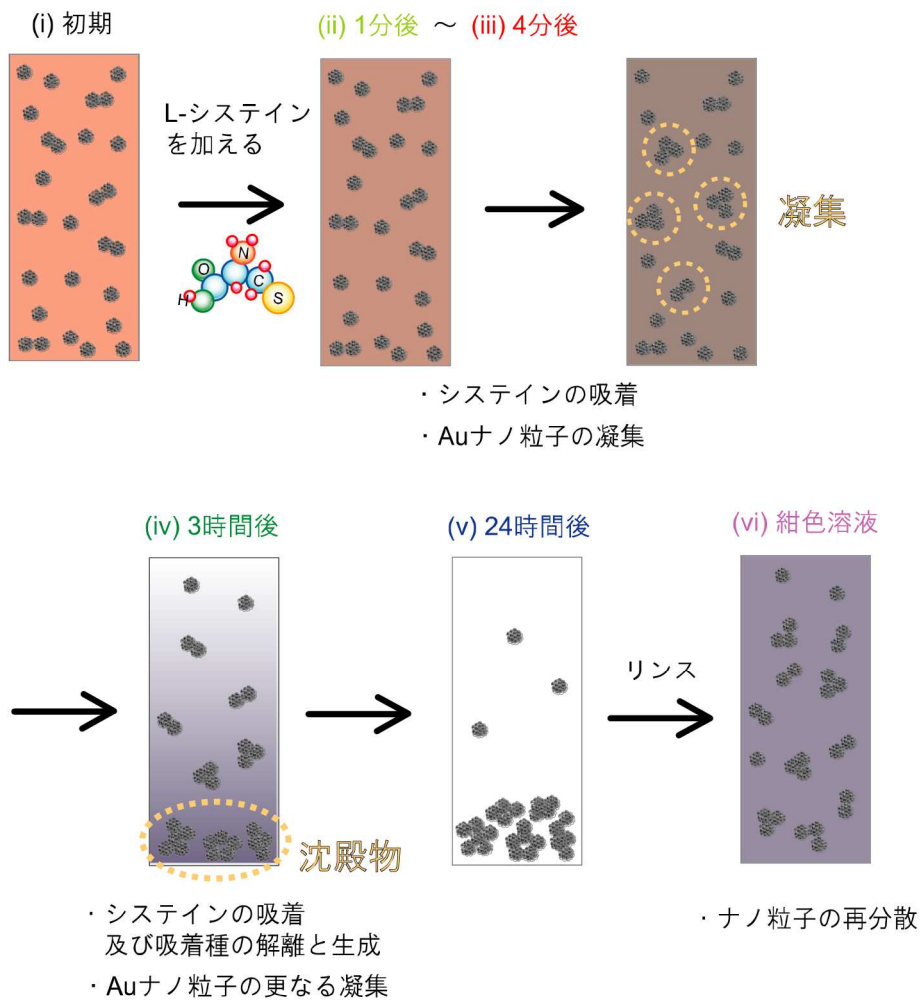 (i) 初期
(ii) 1分後 ～ (iii) 4分後
L-システイン
を加える
N
O
C
H
S
凝集
・システインの吸着
・Auナノ粒子の凝集
(iv) 3時間後
(v) 24時間後
(vi) 紺色溶液
リンス
沈殿物
・システインの吸着
及び吸着種の解離と生成
・Auナノ粒子の更なる凝集
・ナノ粒子の再分散